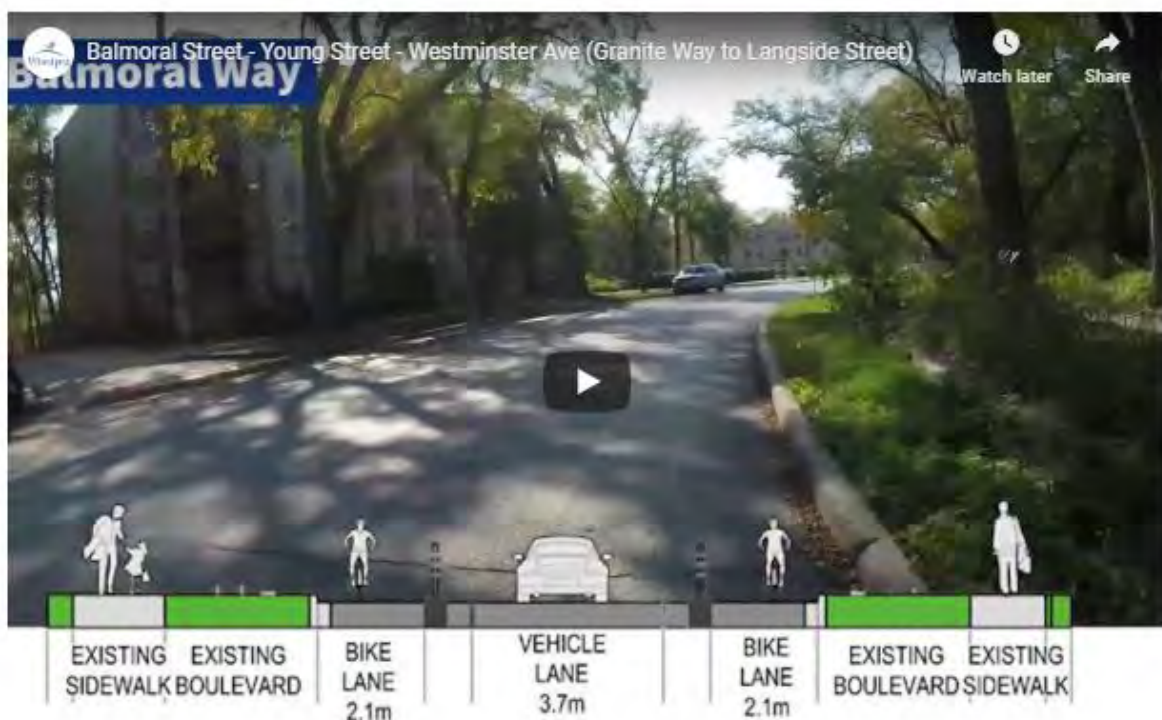 Balmoral Street - Young Street - Westminster Ave (Granite Way to Langside Street)
Winnipeg
Balmoral Way
Watch later
Share
EXISTING SIDEWALK
EXISTING BOULEVARD
BIKE LANE 2.1m
VEHICLE LANE 3.7m
BIKE LANE 2.1m
EXISTING BOULEVARD
EXISTING SIDEWALK